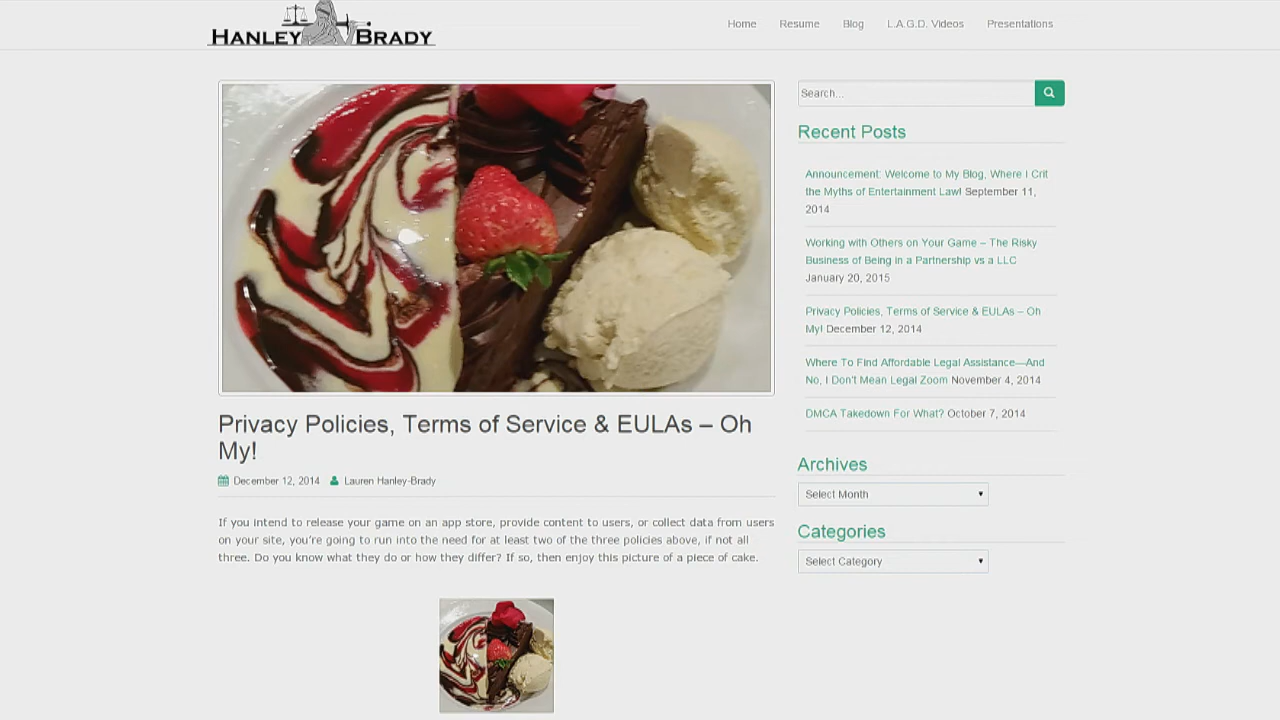 HANLEY BRADY
Home Resume Blog L.A.G.D. Videos Presentations
Search...
Recent Posts
Announcement: Welcome to My Blog, Where I Crit
the Myths of Entertainment Law! September 11,
2014
Working with Others on Your Game – The Risky
Business of Being in a Partnership vs a LLC
January 20, 2015
Privacy Policies, Terms of Service & EULAs – Oh
My! December 12, 2014
Where To Find Affordable Legal Assistance—And
No, I Don't Mean Legal Zoom November 4, 2014
DMCA Takedown For What? October 7, 2014
Archives
Select Month
Categories
Select Category
Privacy Policies, Terms of Service & EULAs – Oh
My!
December 12, 2014 Lauren Hanley-Brady
If you intend to release your game on an app store, provide content to users, or collect data from users
on your site, you're going to run into the need for at least two of the three policies above, if not all
three. Do you know what they do or how they differ? If so, then enjoy this picture of a piece of cake.